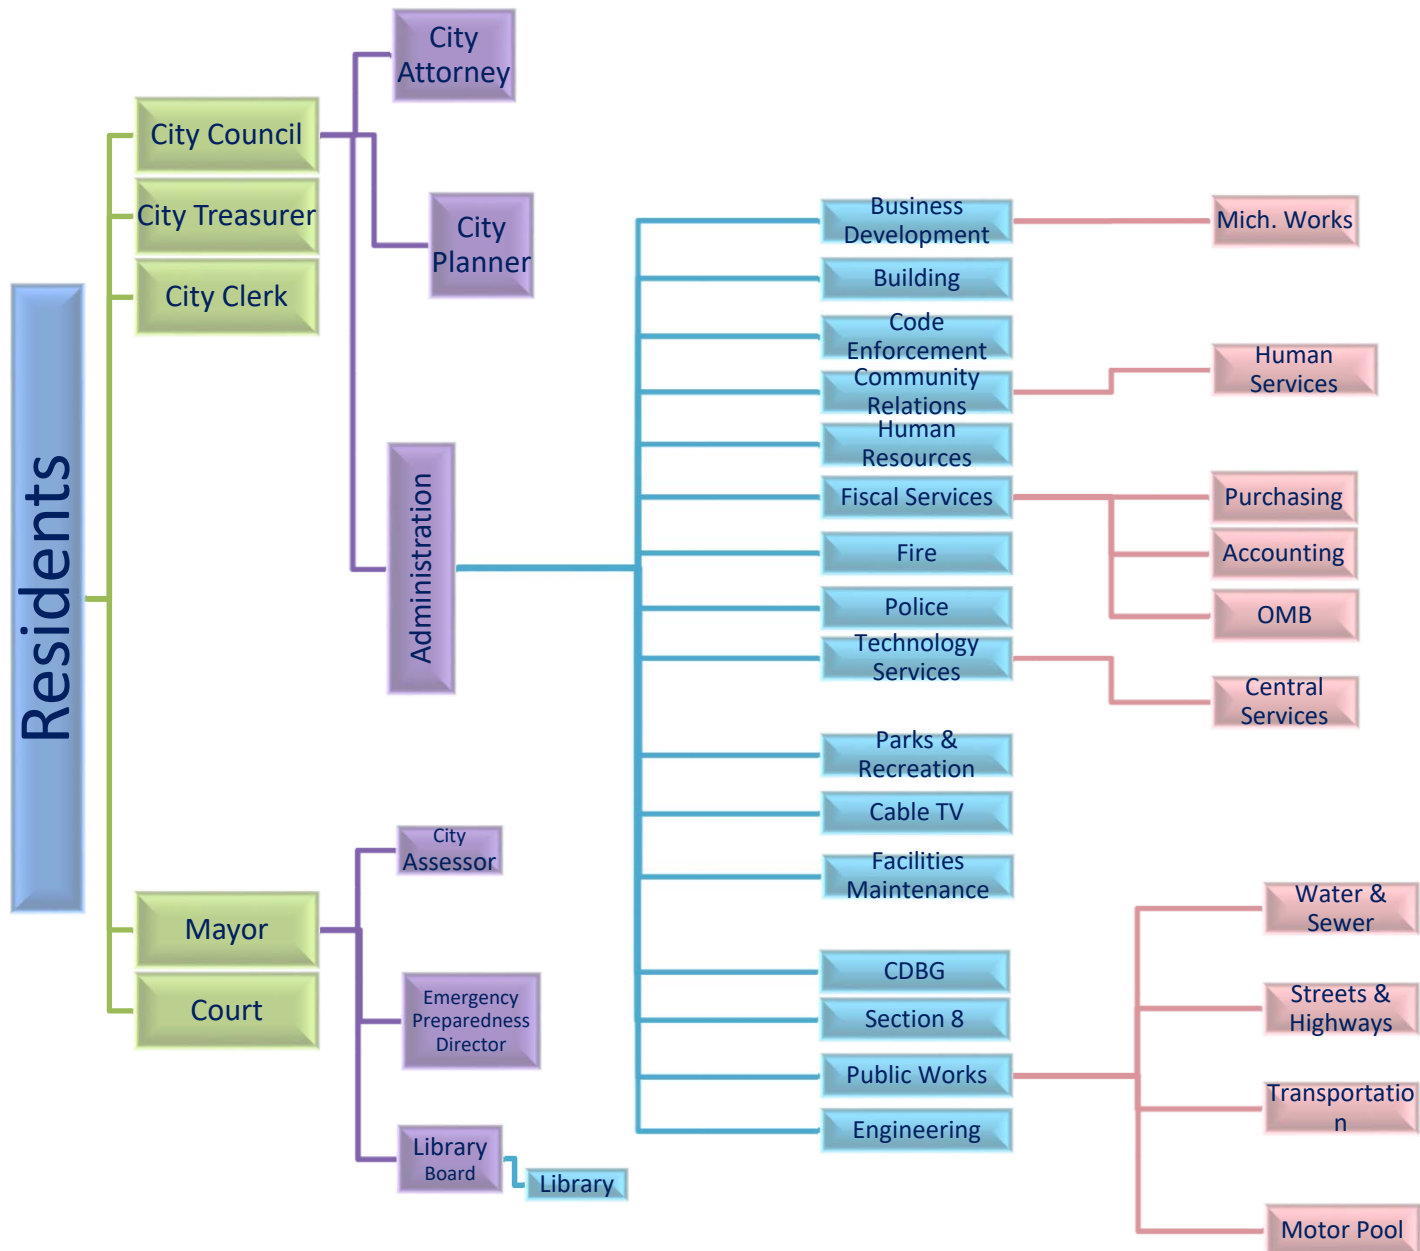 Residents
City Council
City Treasurer
City Clerk
Mayor
Court
City
Attorney
City
Planner
Administration
City
Assessor
Emergency
Preparedness
Director
Library
Board
Library
Business
Development
Building
Code
Enforcement
Community
Relations
Human
Resources
Fiscal Services
Fire
Police
Technology
Services
Parks &
Recreation
Cable TV
Facilities
Maintenance
CDBG
Section 8
Public Works
Engineering
Mich. Works
Human
Services
Purchasing
Accounting
OMB
Central
Services
Water &
Sewer
Streets &
Highways
Transportatio
n
Motor Pool